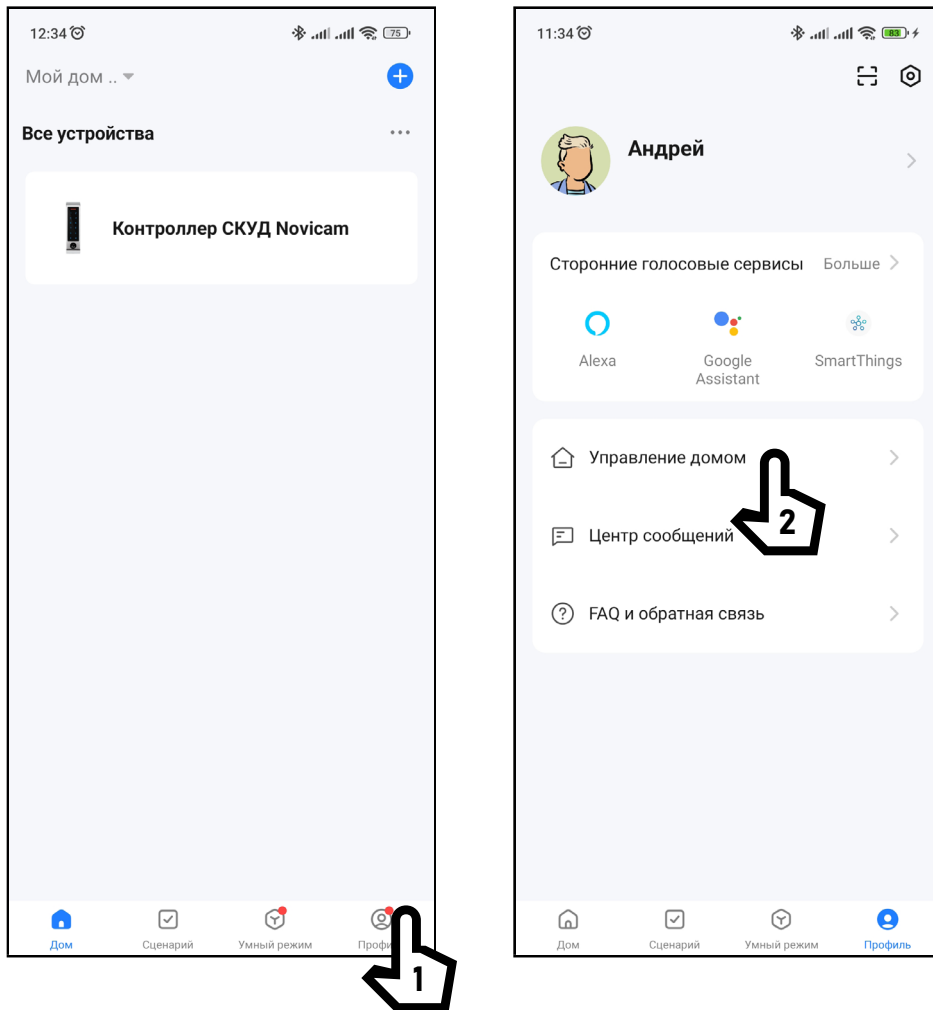 12:34
75
Мой дом ..
Все устройства
Контроллер СКУД Novicam
Дом
Сценарий
Умный режим
1
11:34
83
Андрей
Сторонние голосовые сервисы Больше
Alexa
Google
Assistant
SmartThings
Управление домом
2
Центр сообщений
FAQ и обратная связь
Дом
Сценарий
Умный режим
Профиль